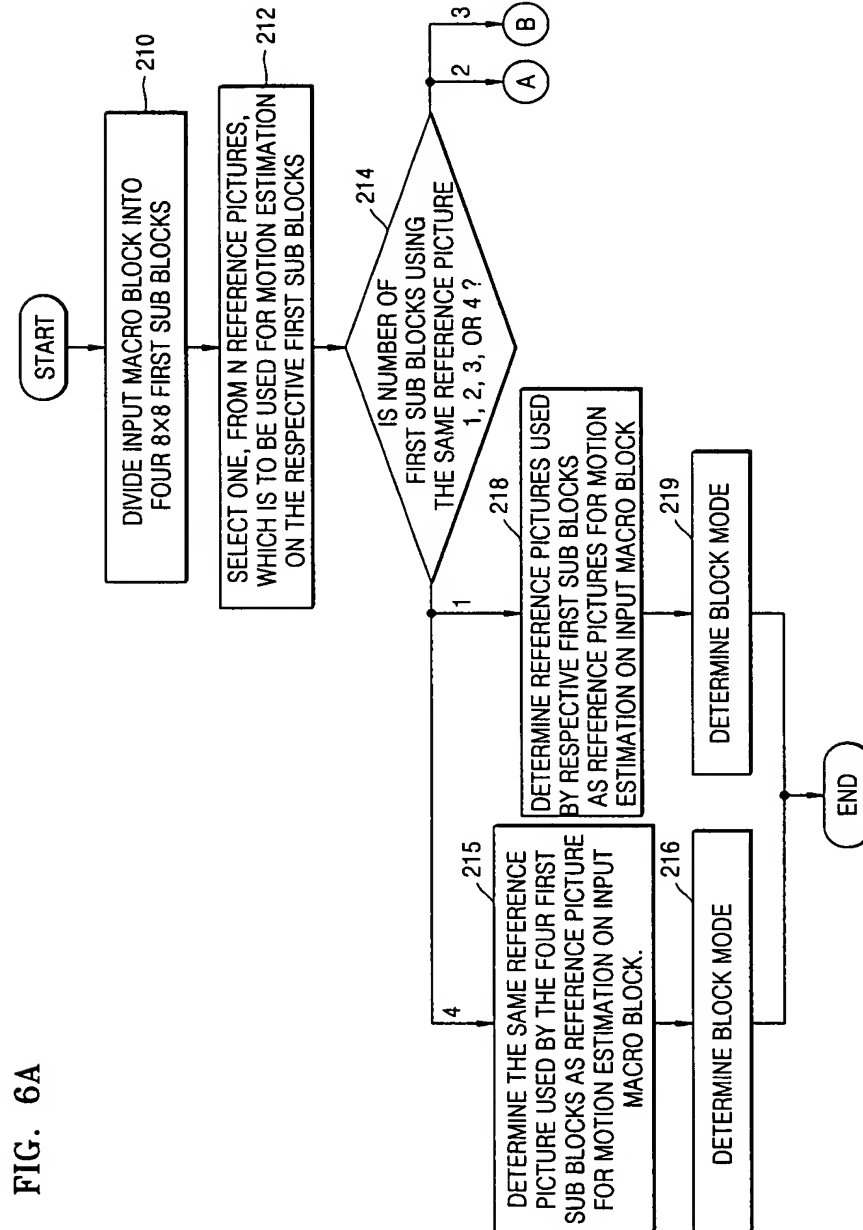 FIG. 6A
START
210
DIVIDE INPUT MACRO BLOCK INTO
FOUR 8×8 FIRST SUB BLOCKS
212
SELECT ONE, FROM N REFERENCE PICTURES,
WHICH IS TO BE USED FOR MOTION ESTIMATION
ON THE RESPECTIVE FIRST SUB BLOCKS
214
IS NUMBER OF
FIRST SUB BLOCKS USING
THE SAME REFERENCE PICTURE
1, 2, 3, OR 4 ?
4
1
2
3
A
B
215
DETERMINE THE SAME REFERENCE
PICTURE USED BY THE FOUR FIRST
SUB BLOCKS AS REFERENCE PICTURE
FOR MOTION ESTIMATION ON INPUT
MACRO BLOCK.
218
DETERMINE REFERENCE PICTURES USED
BY RESPECTIVE FIRST SUB BLOCKS
AS REFERENCE PICTURES FOR MOTION
ESTIMATION ON INPUT MACRO BLOCK
216
DETERMINE BLOCK MODE
219
DETERMINE BLOCK MODE
END